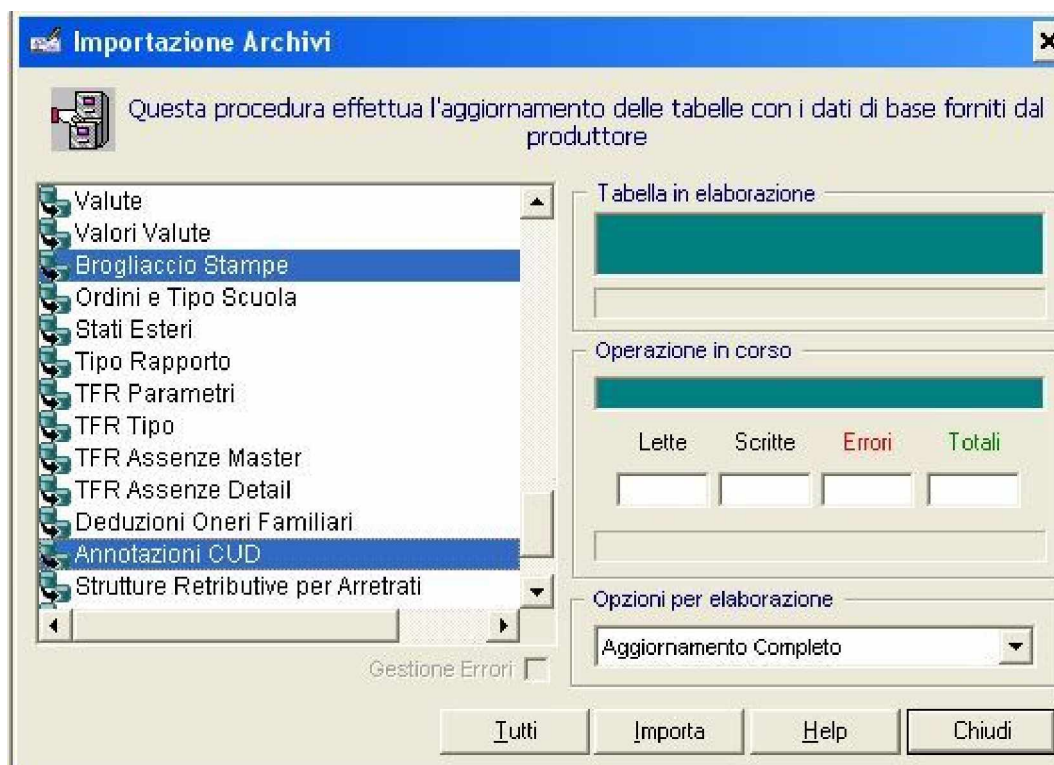 Importazione Archivi
Questa procedura effettua l'aggiornamento delle tabelle con i dati di base forniti dal
produttore
Valute
Valori Valute
Brogliaccio Stampe
Ordini e Tipo Scuola
Stati Esteri
Tipo Rapporto
TFR Parametri
TFR Tipo
TFR Assenze Master
TFR Assenze Detail
Deduzioni Oneri Familiari
Annotazioni CUD
Strutture Retributive per Arretrati
Gestione Errori
Tabella in elaborazione
Operazione in corso
Lette Scritte Errori Totali
Opzioni per elaborazione
Aggiornamento Completo
Tutti Importa Help Chiudi